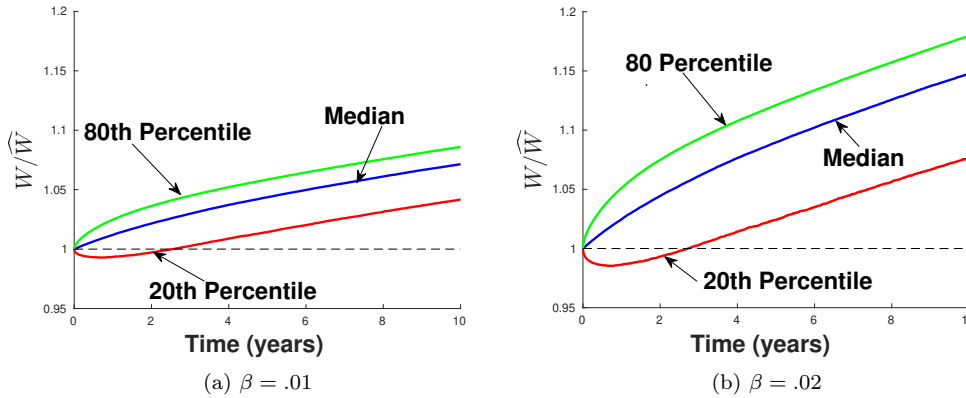 1.2
1.15
1.1
1.05
1
0.95
W/Ŵ
0 2 4 6 8 10
Time (years)
80th Percentile
Median
20th Percentile
(a) β = .01
1.2
1.15
1.1
1.05
1
0.95
W/Ŵ
0 2 4 6 8 1
Time (years)
80 Percentile
Median
20th Percentile
(b) β = .02